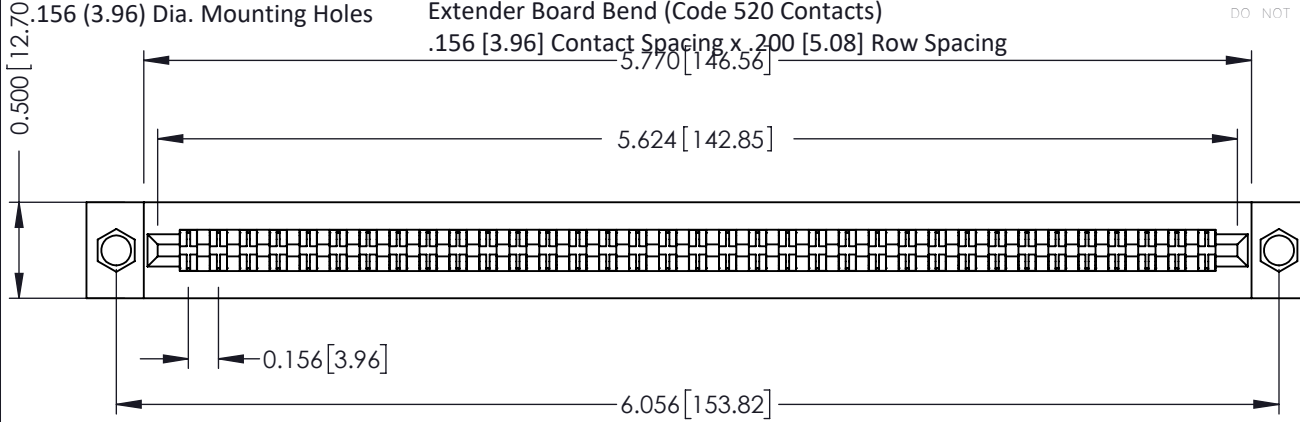 .156 (3.96) Dia. Mounting Holes
Extender Board Bend (Code 520 Contacts)
DO NOT
.156 [3.96] Contact Spacing x .200 [5.08] Row Spacing
5.770[146.56]
0.500[12.70
5.624[142.85]
0.156[3.96]
6.056[153.82]